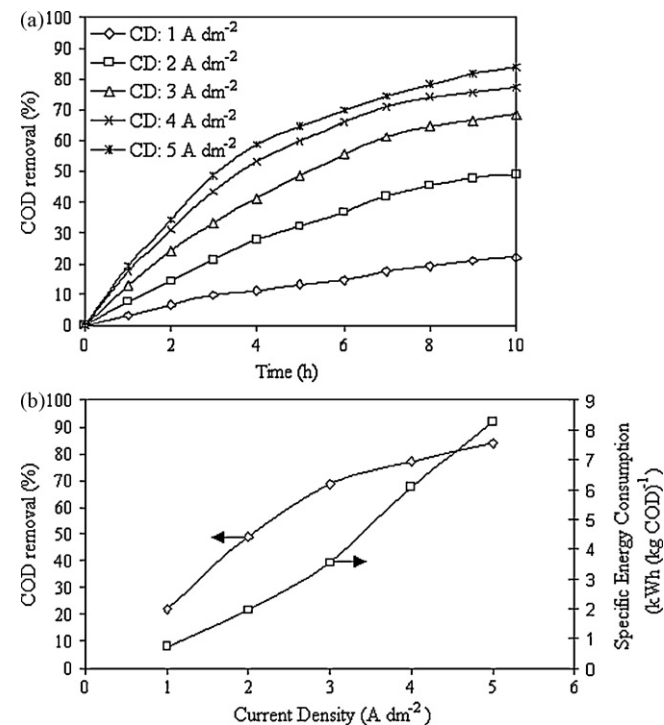 (a)
100
90
80
70
60
50
40
30
20
10
0
COD removal (%)
CD: 1 A dm-2
CD: 2 A dm-2
CD: 3 A dm-2
CD: 4 A dm-2
CD: 5 A dm-2
0 2 4 6 8 10
Time (h)
(b)
100
90
80
70
60
50
40
30
20
10
0
COD removal (%)
9
8
7
6
5
4
3
2
1
0
Specific Energy Consumption
(kWh (kg COD)-1)
0 1 2 3 4 5 6
Current Density (A dm-2)